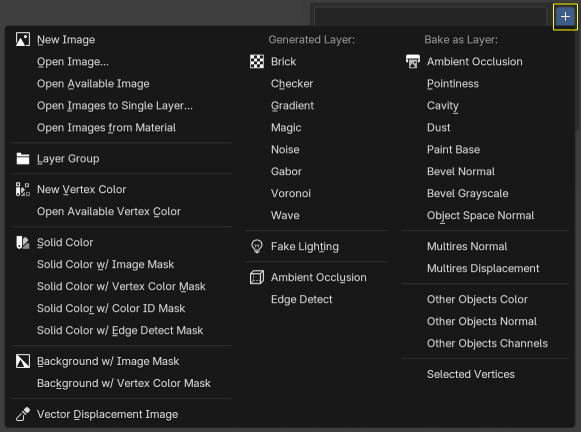 New Image
Open Image...
Open Available Image
Open Images to Single Layer...
Open Images from Material
Layer Group
New Vertex Color
Open Available Vertex Color
Solid Color
Solid Color w/ Image Mask
Solid Color w/ Vertex Color Mask
Solid Color w/ Color ID Mask
Solid Color w/ Edge Detect Mask
Background w/ Image Mask
Background w/ Vertex Color Mask
Vector Displacement Image
Generated Layer:
Brick
Checker
Gradient
Magic
Noise
Gabor
Voronoi
Wave
Fake Lighting
Ambient Occlusion
Edge Detect
Bake as Layer:
Ambient Occlusion
Pointiness
Cavity
Dust
Paint Base
Bevel Normal
Bevel Grayscale
Object Space Normal
Multires Normal
Multires Displacement
Other Objects Color
Other Objects Normal
Other Objects Channels
Selected Vertices